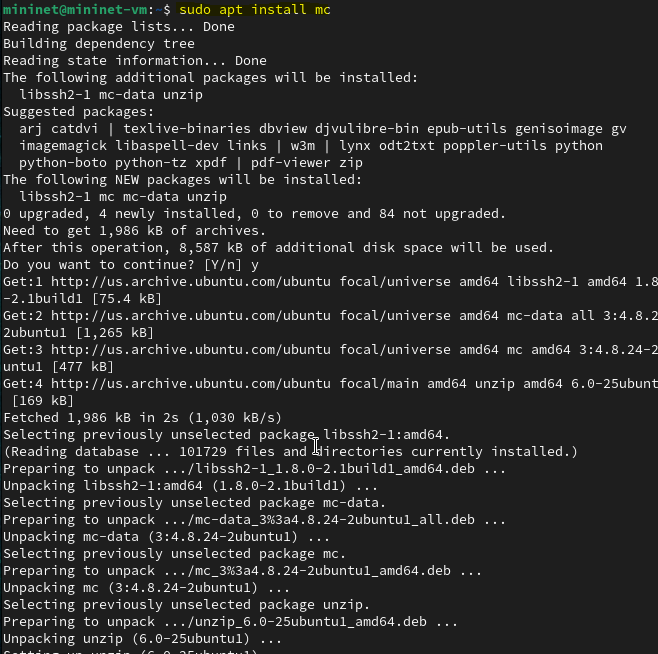 mininet@mininet-vm:~$ sudo apt install mc
Reading package lists... Done
Building dependency tree
Reading state information... Done
The following additional packages will be installed:
  libssh2-1 mc-data unzip
Suggested packages:
  arj catdvi | texlive-binaries dbview djvulibre-bin epub-utils genisoimage gv
  imagemagick libaspell-dev links | w3m | lynx odt2txt poppler-utils python
  python-boto python-tz xpdf | pdf-viewer zip
The following NEW packages will be installed:
  libssh2-1 mc mc-data unzip
0 upgraded, 4 newly installed, 0 to remove and 84 not upgraded.
Need to get 1,986 kB of archives.
After this operation, 8,587 kB of additional disk space will be used.
Do you want to continue? [Y/n] y
Get:1 http://us.archive.ubuntu.com/ubuntu focal/universe amd64 libssh2-1 amd64 1.8
-2.1build1 [75.4 kB]
Get:2 http://us.archive.ubuntu.com/ubuntu focal/universe amd64 mc-data all 3:4.8.2
2ubuntu1 [1,265 kB]
Get:3 http://us.archive.ubuntu.com/ubuntu focal/universe amd64 mc amd64 3:4.8.24-2
untu1 [477 kB]
Get:4 http://us.archive.ubuntu.com/ubuntu focal/main amd64 unzip amd64 6.0-25ubunt
 [169 kB]
Fetched 1,986 kB in 2s (1,030 kB/s)
Selecting previously unselected package libssh2-1:amd64.
(Reading database ... 101729 files and directories currently installed.)
Preparing to unpack .../libssh2-1_1.8.0-2.1build1_amd64.deb ...
Unpacking libssh2-1:amd64 (1.8.0-2.1build1) ...
Selecting previously unselected package mc-data.
Preparing to unpack .../mc-data_3%3a4.8.24-2ubuntu1_all.deb ...
Unpacking mc-data (3:4.8.24-2ubuntu1) ...
Selecting previously unselected package mc.
Preparing to unpack .../mc_3%3a4.8.24-2ubuntu1_amd64.deb ...
Unpacking mc (3:4.8.24-2ubuntu1) ...
Selecting previously unselected package unzip.
Preparing to unpack .../unzip_6.0-25ubuntu1_amd64.deb ...
Unpacking unzip (6.0-25ubuntu1) ...